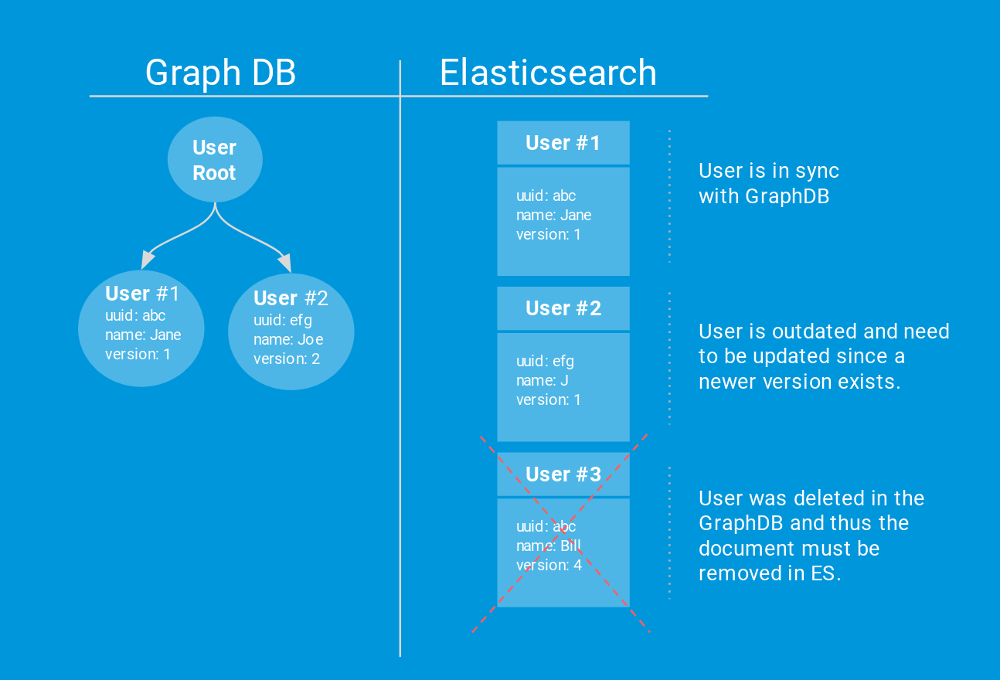 Graph DB
Elasticsearch
User
Root
User #1
uuid: abc
name: Jane
version: 1
User #2
uuid: efg
name: Joe
version: 2
User #1
uuid: abc
name: Jane
version: 1
User is in sync
with GraphDB
User #2
uuid: efg
name: J
version: 1
User is outdated and need
to be updated since a
newer version exists.
User #3
uuid: abc
name: Bill
version: 4
User was deleted in the
GraphDB and thus the
document must be
removed in ES.